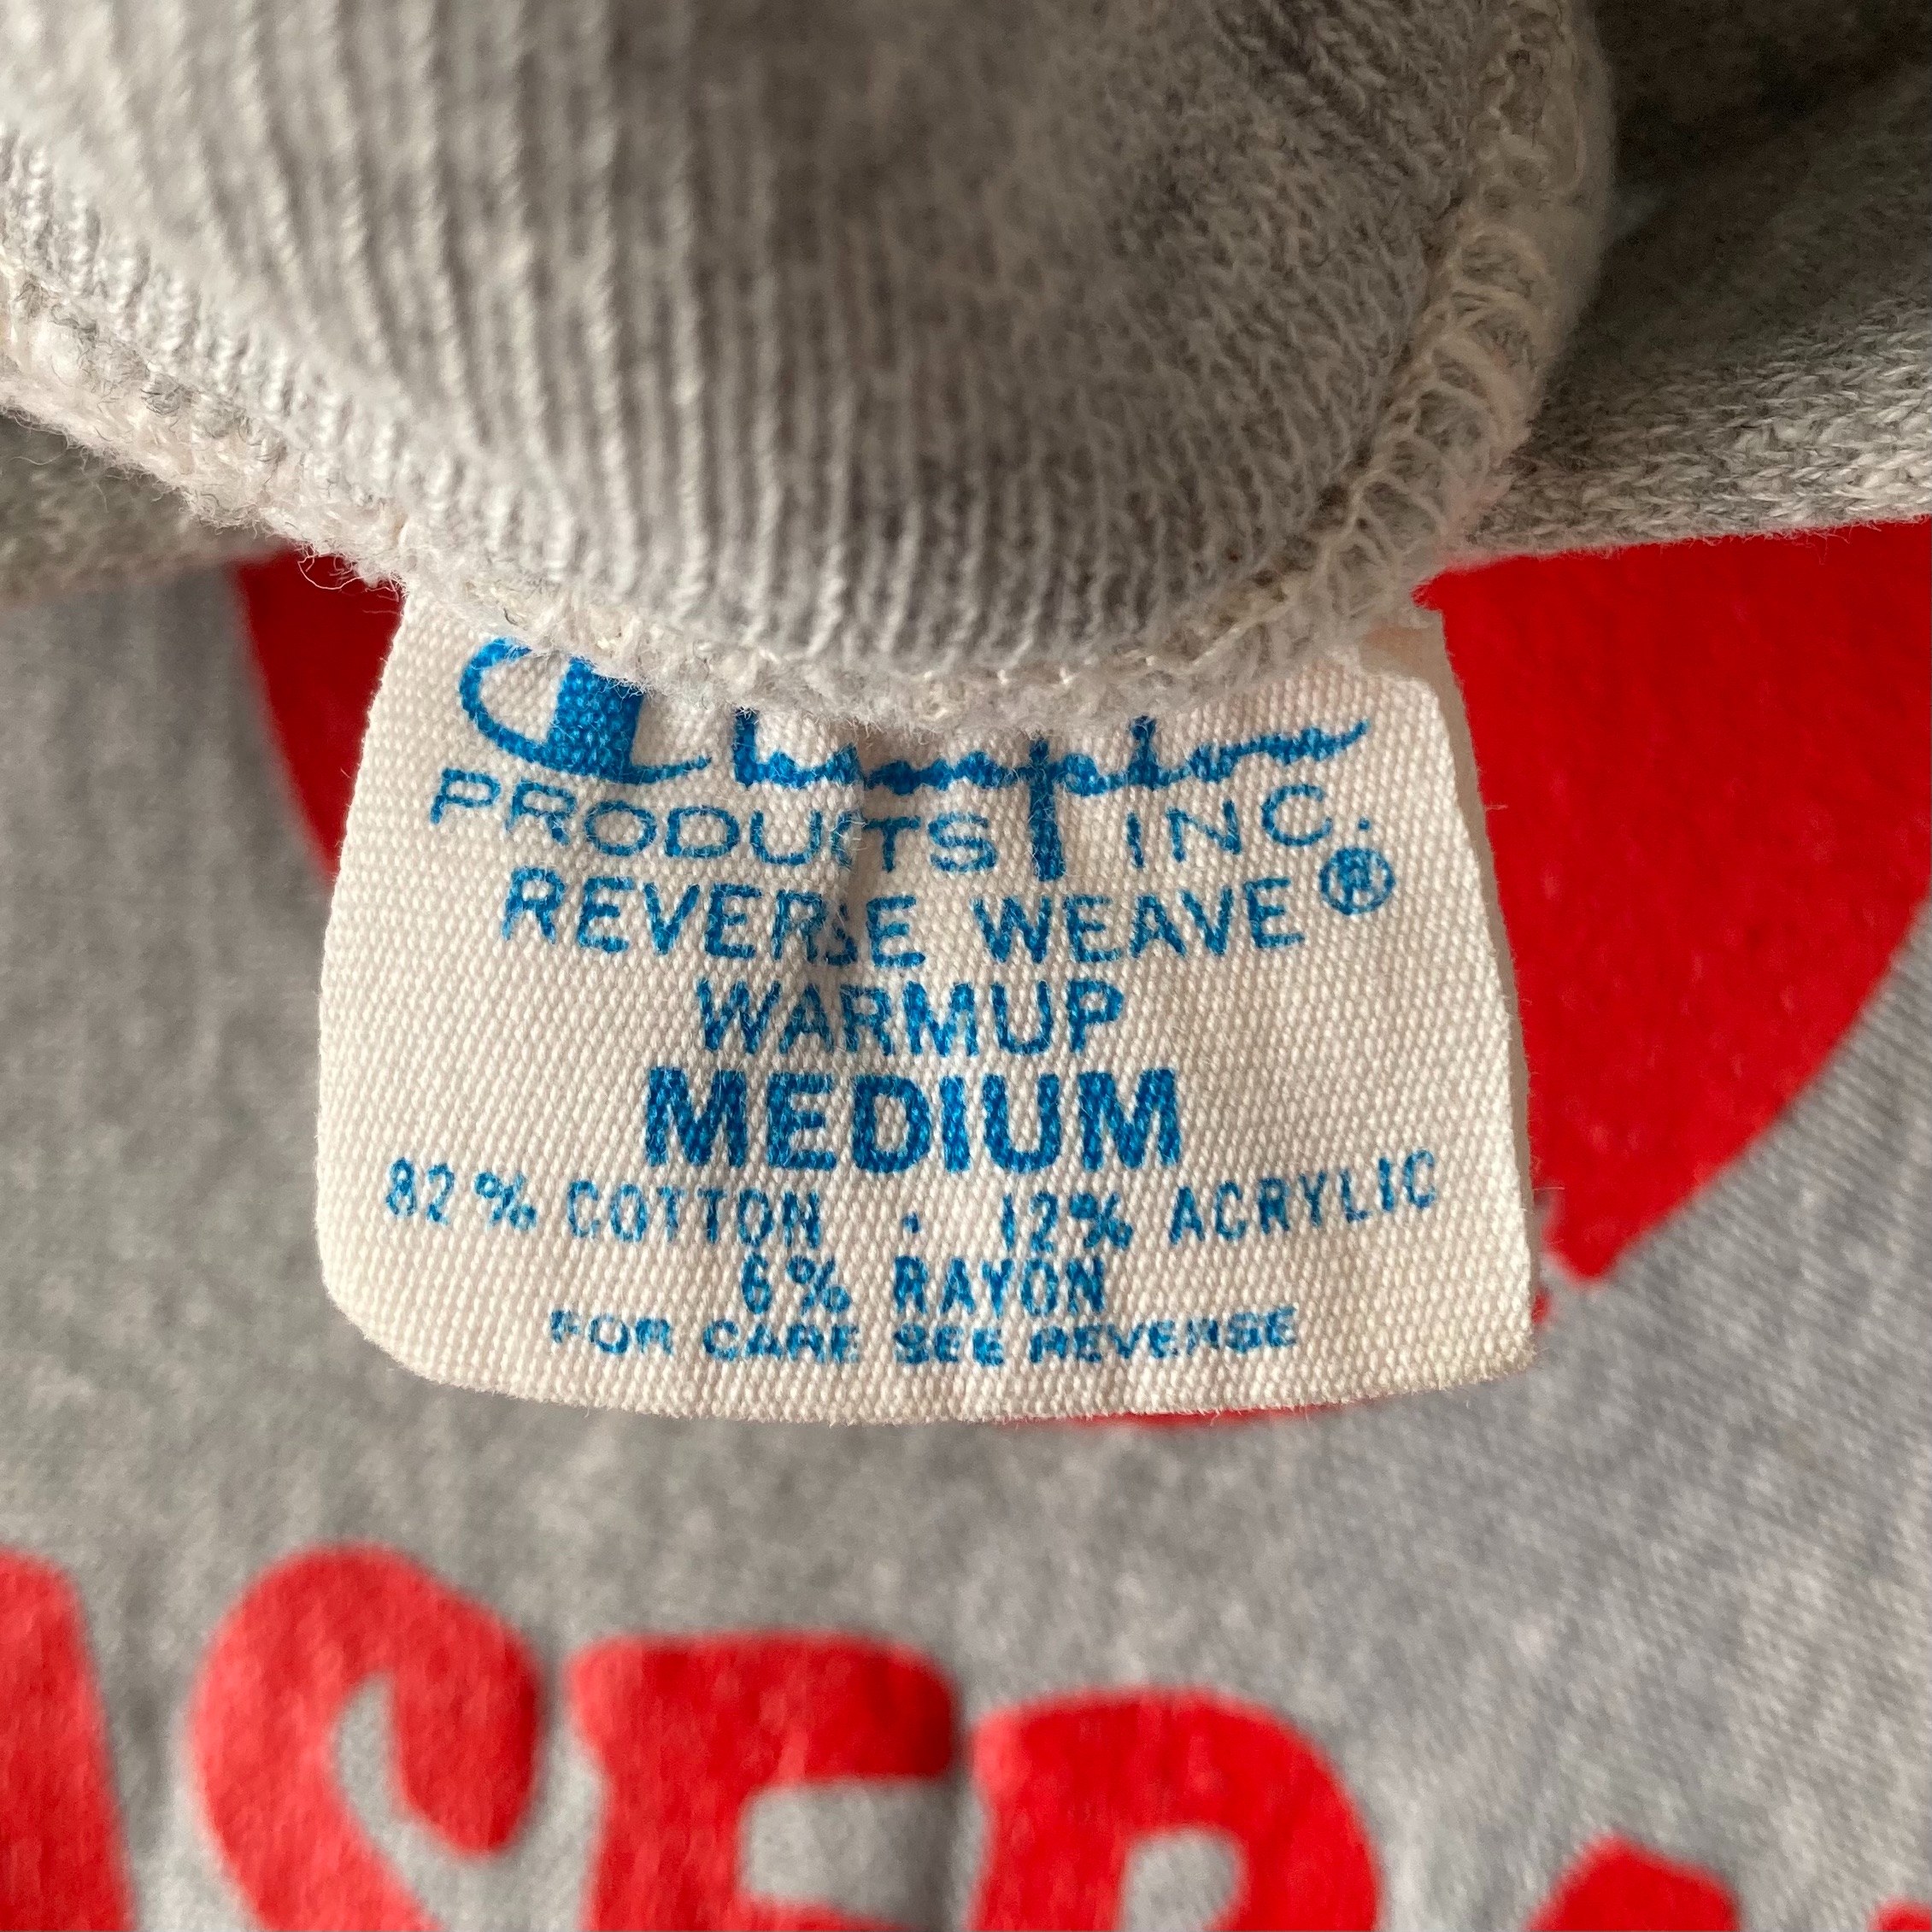 Champion
PRODUCTS INC.
REVERSE WEAVE ®
WARMUP
MEDIUM
82% COTTON · 12% ACRYLIC
6% RAYON
FOR CARE SEE REVERSE